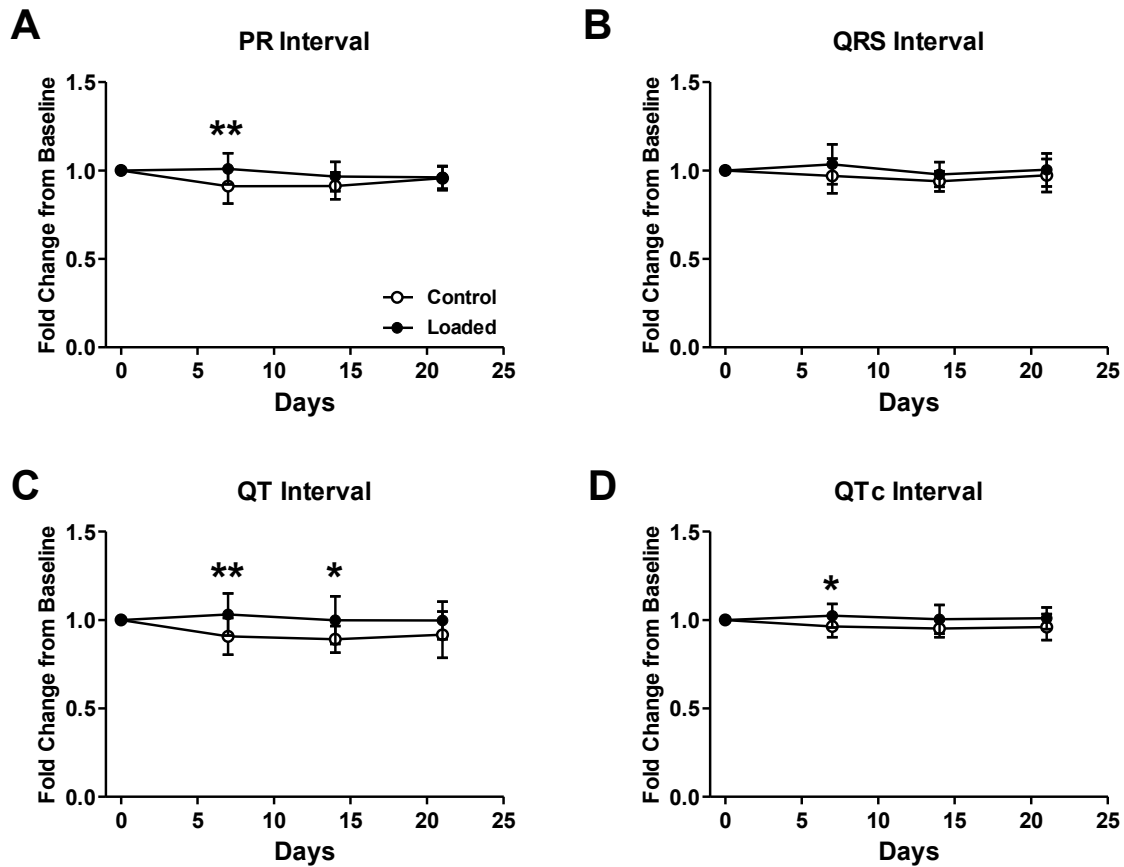 A
PR Interval
Fold Change from Baseline
1.5
1.0
0.5
0.0
**
Control
Loaded
0 5 10 15 20 25
Days
B
QRS Interval
Fold Change from Baseline
1.5
1.0
0.5
0.0
0 5 10 15 20 25
Days
C
QT Interval
Fold Change from Baseline
1.5
1.0
0.5
0.0
** *
0 5 10 15 20 25
Days
D
QTc Interval
Fold Change from Baseline
1.5
1.0
0.5
0.0
*
0 5 10 15 20 25
Days